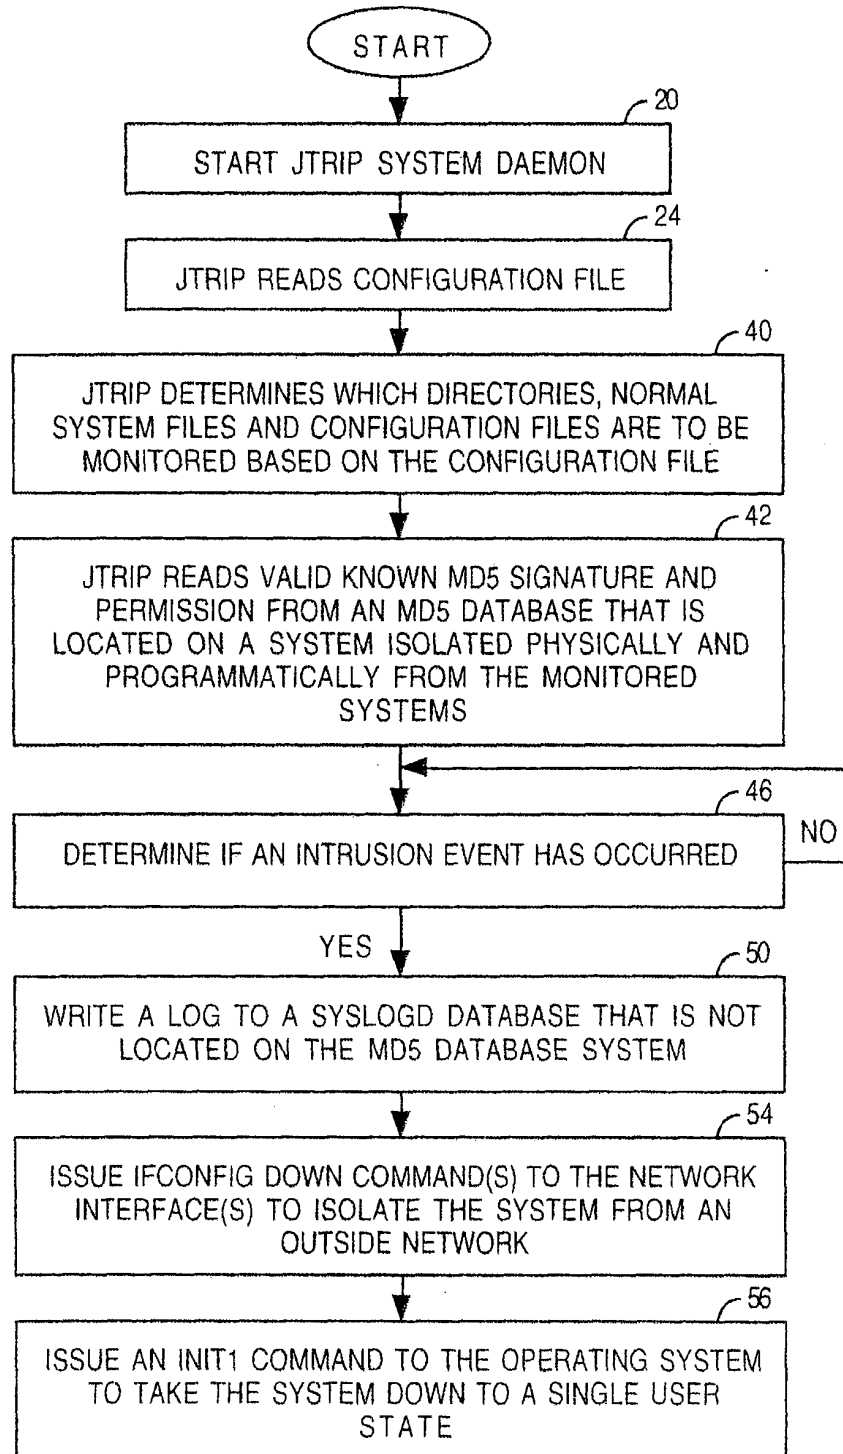 START
20
START JTRIP SYSTEM DAEMON
24
JTRIP READS CONFIGURATION FILE
40
JTRIP DETERMINES WHICH DIRECTORIES, NORMAL
SYSTEM FILES AND CONFIGURATION FILES ARE TO BE
MONITORED BASED ON THE CONFIGURATION FILE
42
JTRIP READS VALID KNOWN MD5 SIGNATURE AND
PERMISSION FROM AN MD5 DATABASE THAT IS
LOCATED ON A SYSTEM ISOLATED PHYSICALLY AND
PROGRAMMATICALLY FROM THE MONITORED
SYSTEMS
46
DETERMINE IF AN INTRUSION EVENT HAS OCCURRED
NO
YES
50
WRITE A LOG TO A SYSLOGD DATABASE THAT IS NOT
LOCATED ON THE MD5 DATABASE SYSTEM
54
ISSUE IFCONFIG DOWN COMMAND(S) TO THE NETWORK
INTERFACE(S) TO ISOLATE THE SYSTEM FROM AN
OUTSIDE NETWORK
56
ISSUE AN INIT1 COMMAND TO THE OPERATING SYSTEM
TO TAKE THE SYSTEM DOWN TO A SINGLE USER
STATE